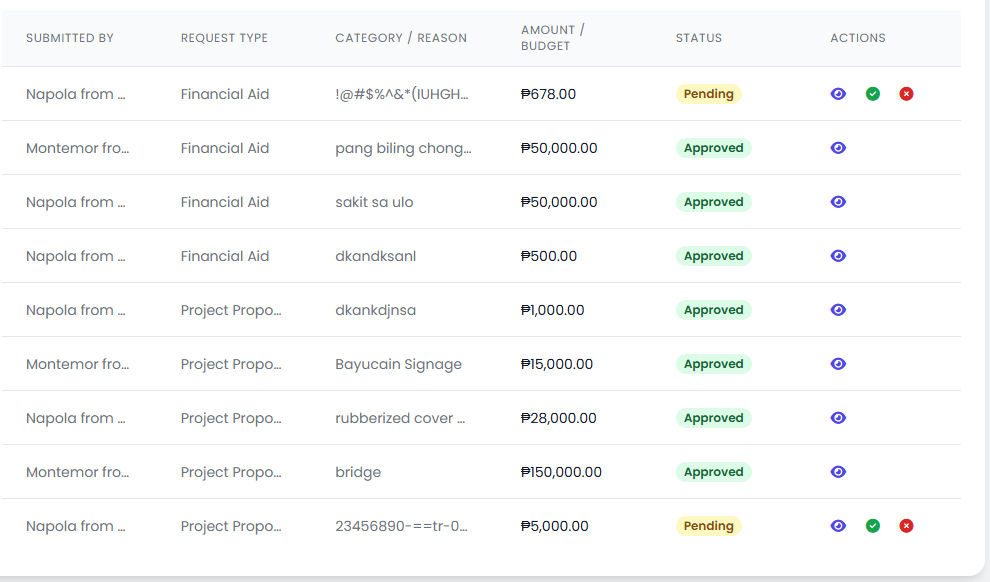 SUBMITTED BY REQUEST TYPE CATEGORY / REASON AMOUNT / BUDGET STATUS ACTIONS
Napola from ... Financial Aid !@#$%^&*(IUHGH... ₱678.00 Pending
Montemor fro... Financial Aid pang biling chong... ₱50,000.00 Approved
Napola from ... Financial Aid sakit sa ulo ₱50,000.00 Approved
Napola from ... Financial Aid dkandksanl ₱500.00 Approved
Napola from ... Project Propo... dkankdjnsa ₱1,000.00 Approved
Montemor fro... Project Propo... Bayucain Signage ₱15,000.00 Approved
Napola from ... Project Propo... rubberized cover ... ₱28,000.00 Approved
Montemor fro... Project Propo... bridge ₱150,000.00 Approved
Napola from ... Project Propo... 23456890-==tr-0... ₱5,000.00 Pending